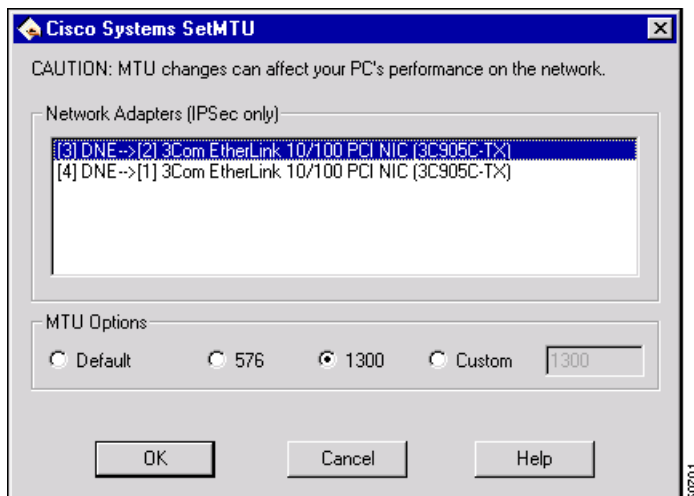 Cisco Systems SetMTU
CAUTION: MTU changes can affect your PC's performance on the network.
Network Adapters (IPSec only)
[3] DNE-->[2] 3Com EtherLink 10/100 PCI NIC (3C905C-TX)
[4] DNE-->[1] 3Com EtherLink 10/100 PCI NIC (3C905C-TX)
MTU Options
Default 576 1300 Custom 1300
OK Cancel Help